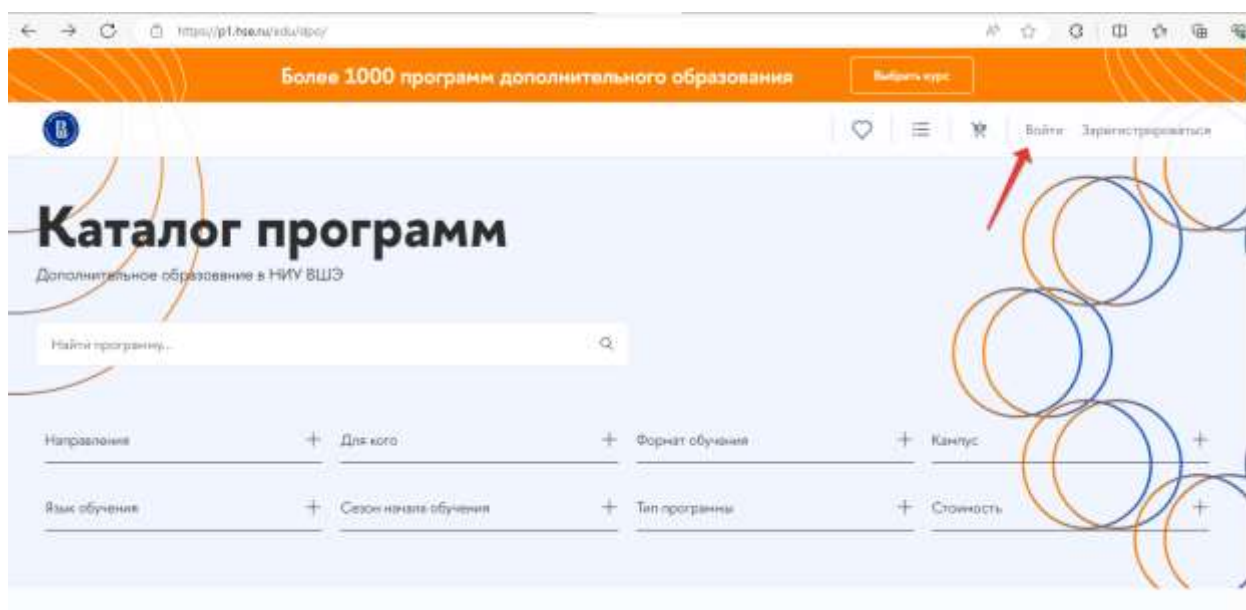 https://p1.hse.ru/edu/dpo/
Более 1000 программ дополнительного образования
Выбрать курс
Войти Зарегистрироваться
Каталог программ
Дополнительное образование в НИУ ВШЭ
Найти программу...
Направления Для кого Формат обучения Кампус
Язык обучения Сезон начала обучения Тип программы Стоимость